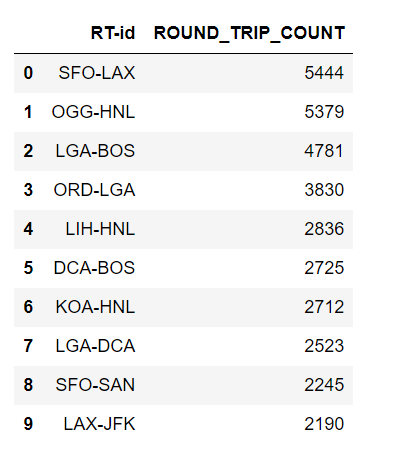 RT-id ROUND_TRIP_COUNT
0 SFO-LAX 5444
1 OGG-HNL 5379
2 LGA-BOS 4781
3 ORD-LGA 3830
4 LIH-HNL 2836
5 DCA-BOS 2725
6 KOA-HNL 2712
7 LGA-DCA 2523
8 SFO-SAN 2245
9 LAX-JFK 2190